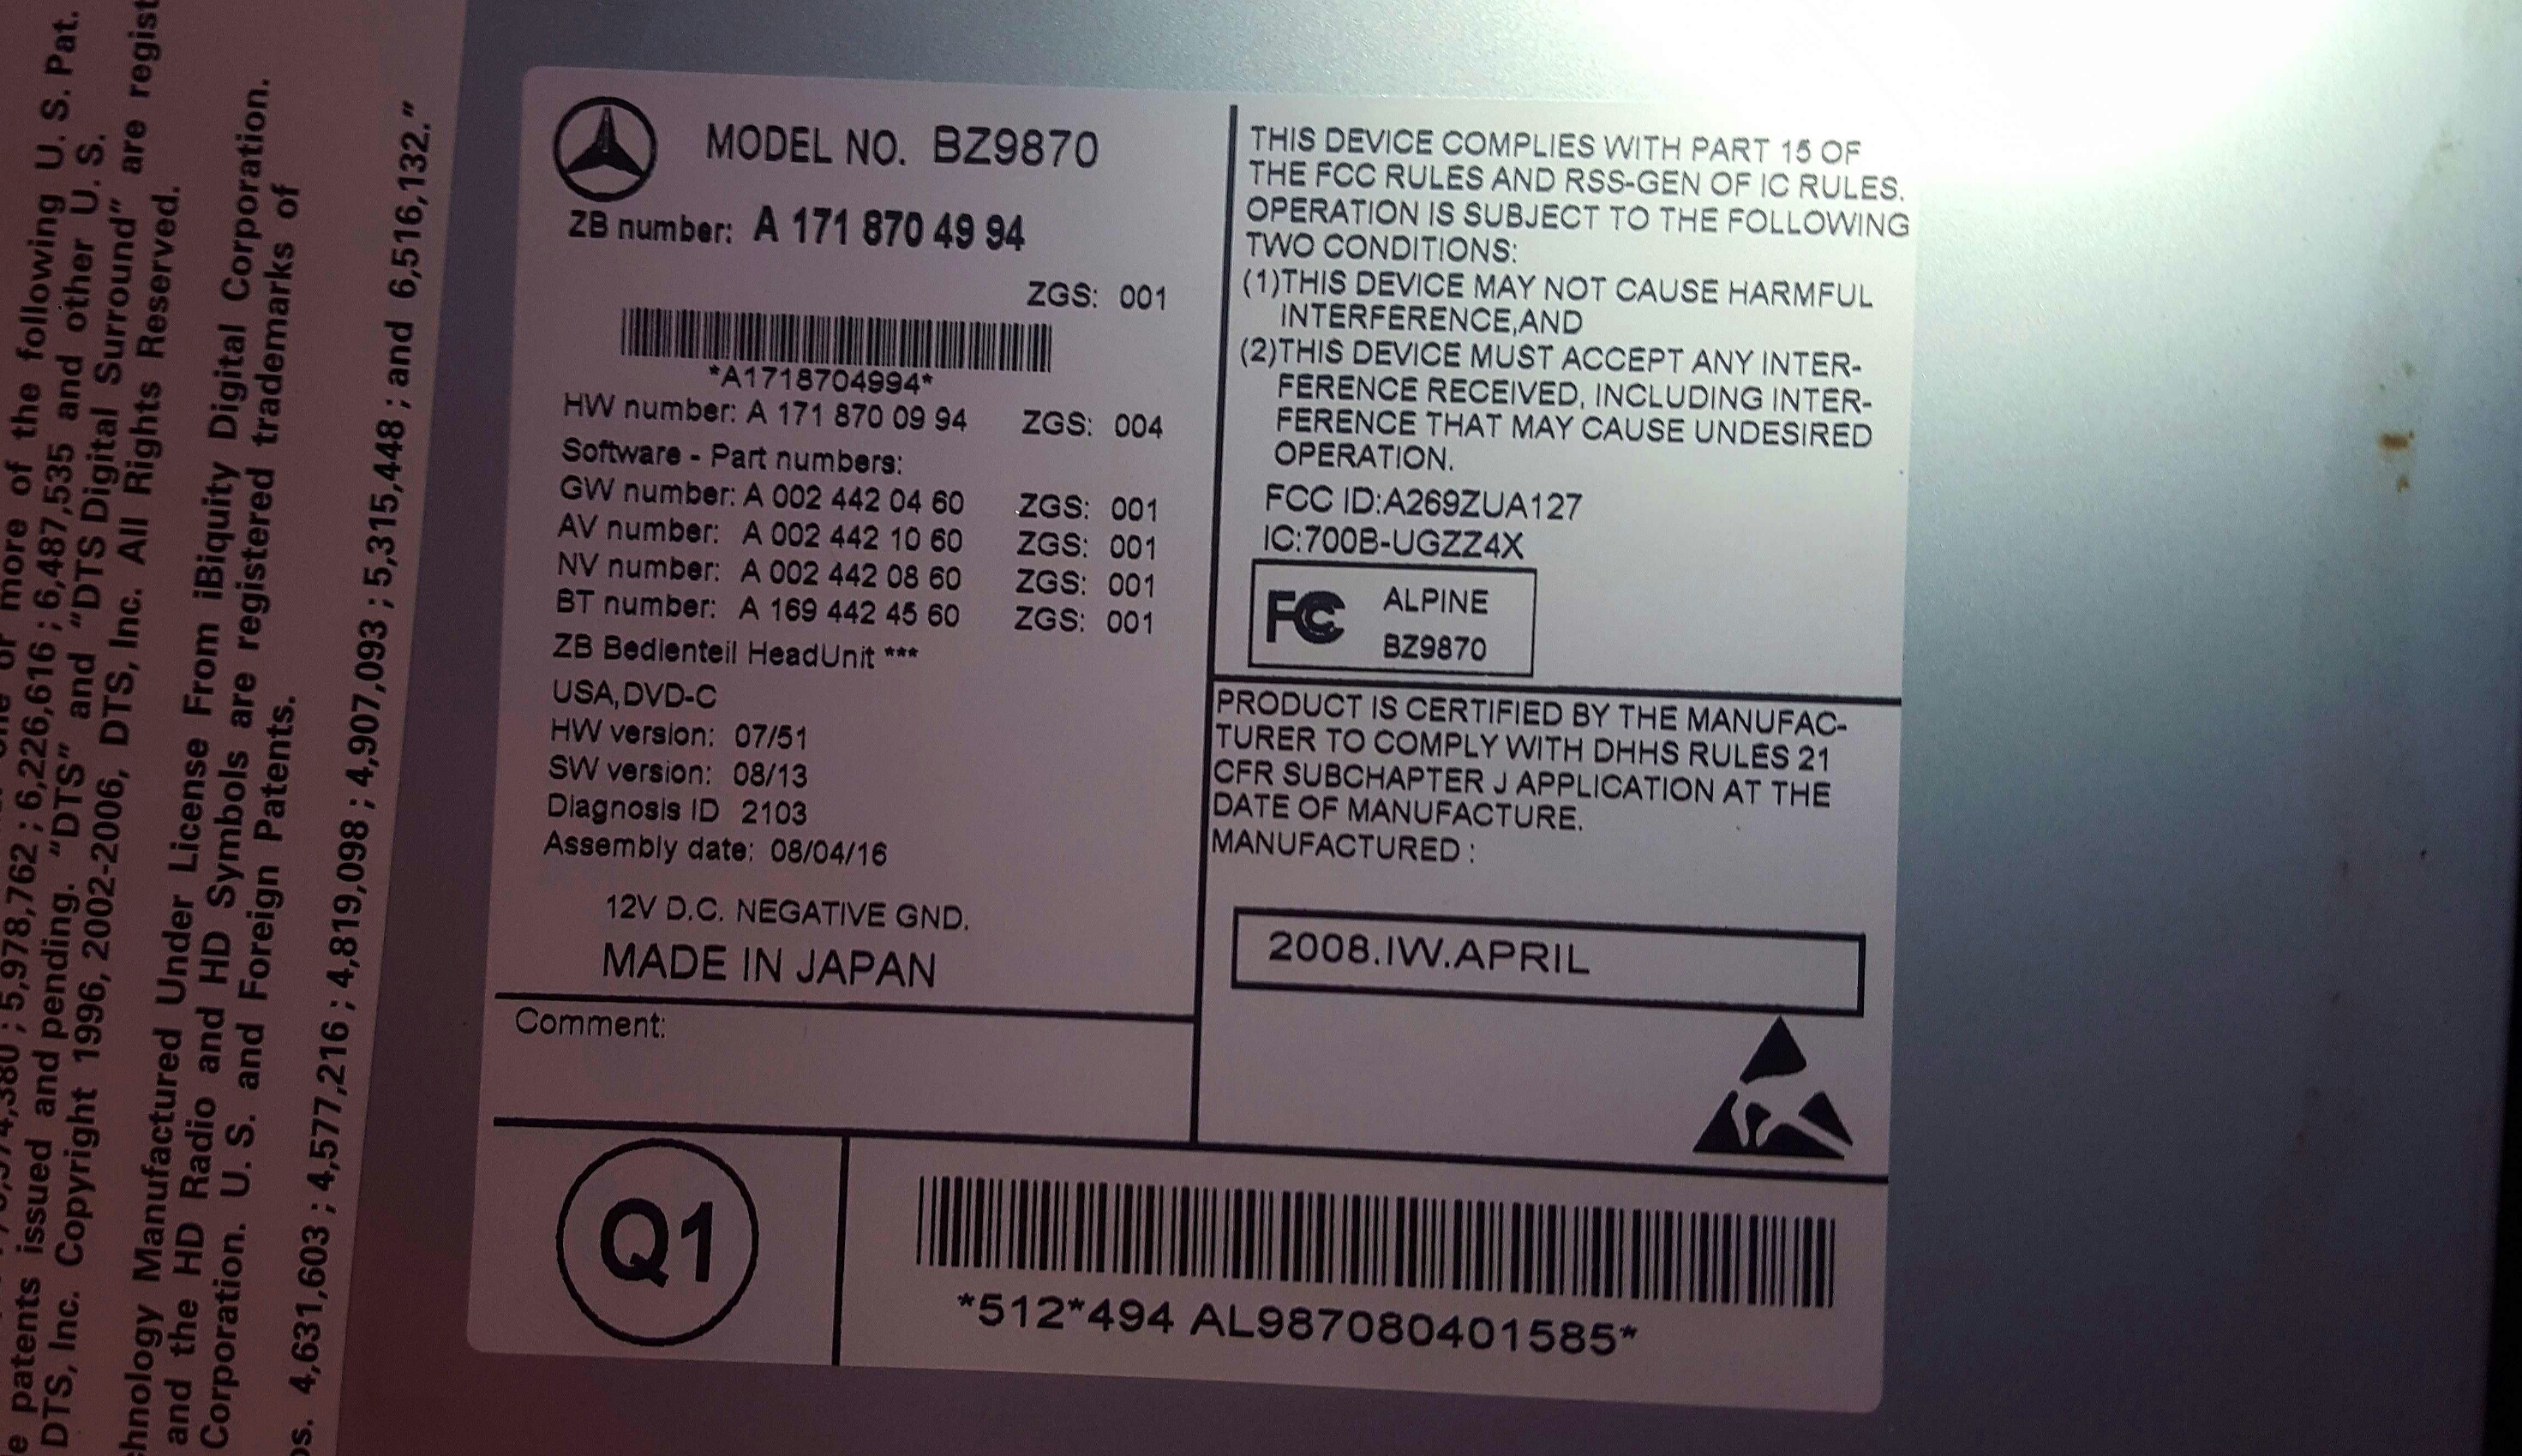 MODEL NO. BZ9870
ZB number: A 171 870 49 94
ZGS: 001
*A1718704994*
HW number: A 171 870 09 94 ZGS: 004
Software - Part numbers:
GW number: A 002 442 04 60 ZGS: 001
AV number: A 002 442 10 60 ZGS: 001
NV number: A 002 442 08 60 ZGS: 001
BT number: A 169 442 45 60 ZGS: 001
ZB Bedienteil HeadUnit ***
USA,DVD-C
HW version: 07/51
SW version: 08/13
Diagnosis ID 2103
Assembly date: 08/04/16
12V D.C. NEGATIVE GND.
MADE IN JAPAN
Comment:
THIS DEVICE COMPLIES WITH PART 15 OF
THE FCC RULES AND RSS-GEN OF IC RULES.
OPERATION IS SUBJECT TO THE FOLLOWING
TWO CONDITIONS:
(1)THIS DEVICE MAY NOT CAUSE HARMFUL
INTERFERENCE,AND
(2)THIS DEVICE MUST ACCEPT ANY INTER-
FERENCE RECEIVED, INCLUDING INTER-
FERENCE THAT MAY CAUSE UNDESIRED
OPERATION.
FCC ID:A269ZUA127
IC:700B-UGZZ4X
FC ALPINE
BZ9870
PRODUCT IS CERTIFIED BY THE MANUFAC-
TURER TO COMPLY WITH DHHS RULES 21
CFR SUBCHAPTER J APPLICATION AT THE
DATE OF MANUFACTURE.
MANUFACTURED :
2008.IW.APRIL
Q1
*512*494 AL987080401585*
more of the following U. S. Pat.
5,978,762 ; 6,226,616 ; 6,487,535 and other U. S.
patents issued and pending. "DTS" and "DTS Digital Surround" are regist
DTS, Inc. Copyright 1996, 2002-2006, DTS, Inc. All Rights Reserved.
Manufactured Under License From iBiquity Digital Corporation.
and the HD Radio and HD Symbols are registered trademarks of
Corporation. U. S. and Foreign Patents.
4,631,603 ; 4,577,216 ; 4,819,098 ; 4,907,093 ; 5,315,448 ; and 6,516,132."